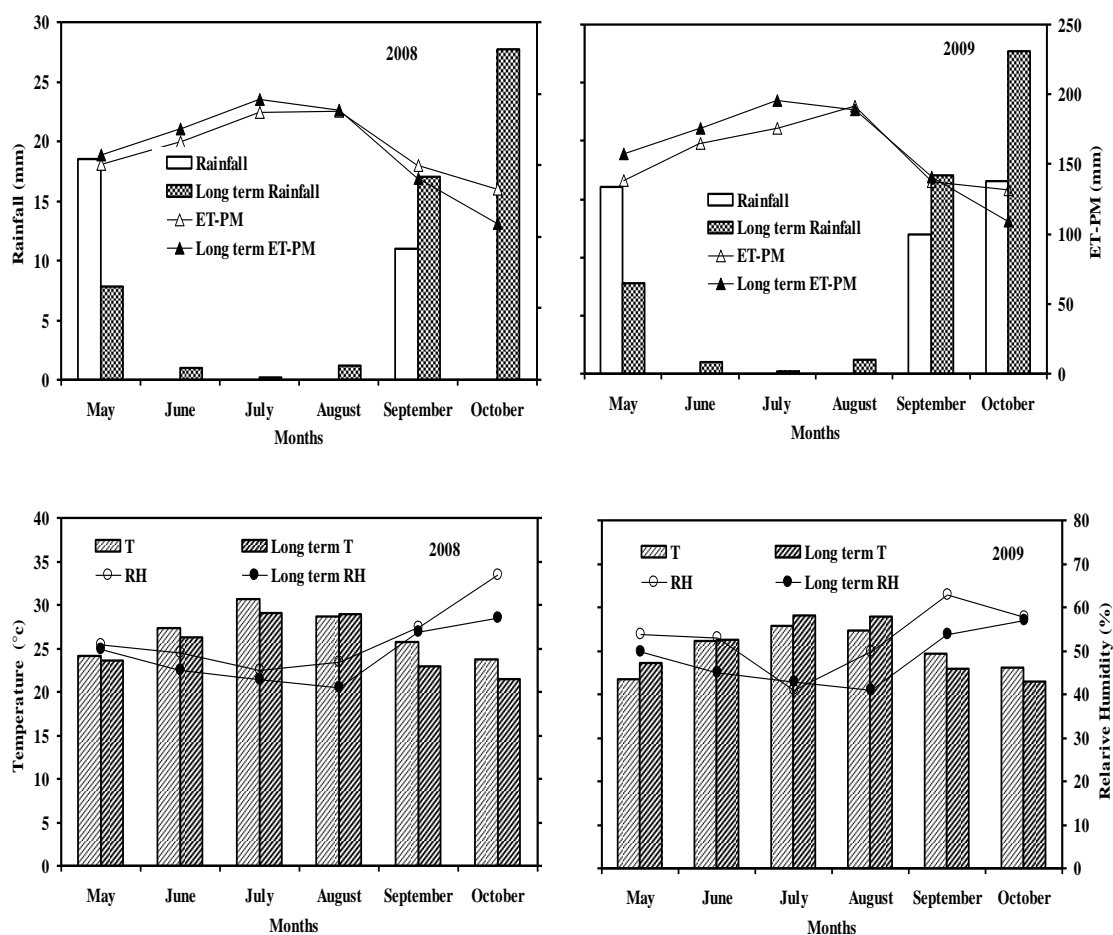 30
25
20
15
10
5
0
Rainfall (mm)
2008
Rainfall
Long term Rainfall
ET-PM
Long term ET-PM
May June July August September October
Months
2009
Rainfall
Long term Rainfall
ET-PM
Long term ET-PM
250
200
150
100
50
0
ET-PM (mm)
May June July August September October
Months
40
35
30
25
20
15
10
5
0
Temperature (°c)
T Long term T 2008
RH Long term RH
May June July August September October
Months
T Long term T 2009
RH Long term RH
80
70
60
50
40
30
20
10
0
Relarive Humidity (%)
May June July August September October
Months